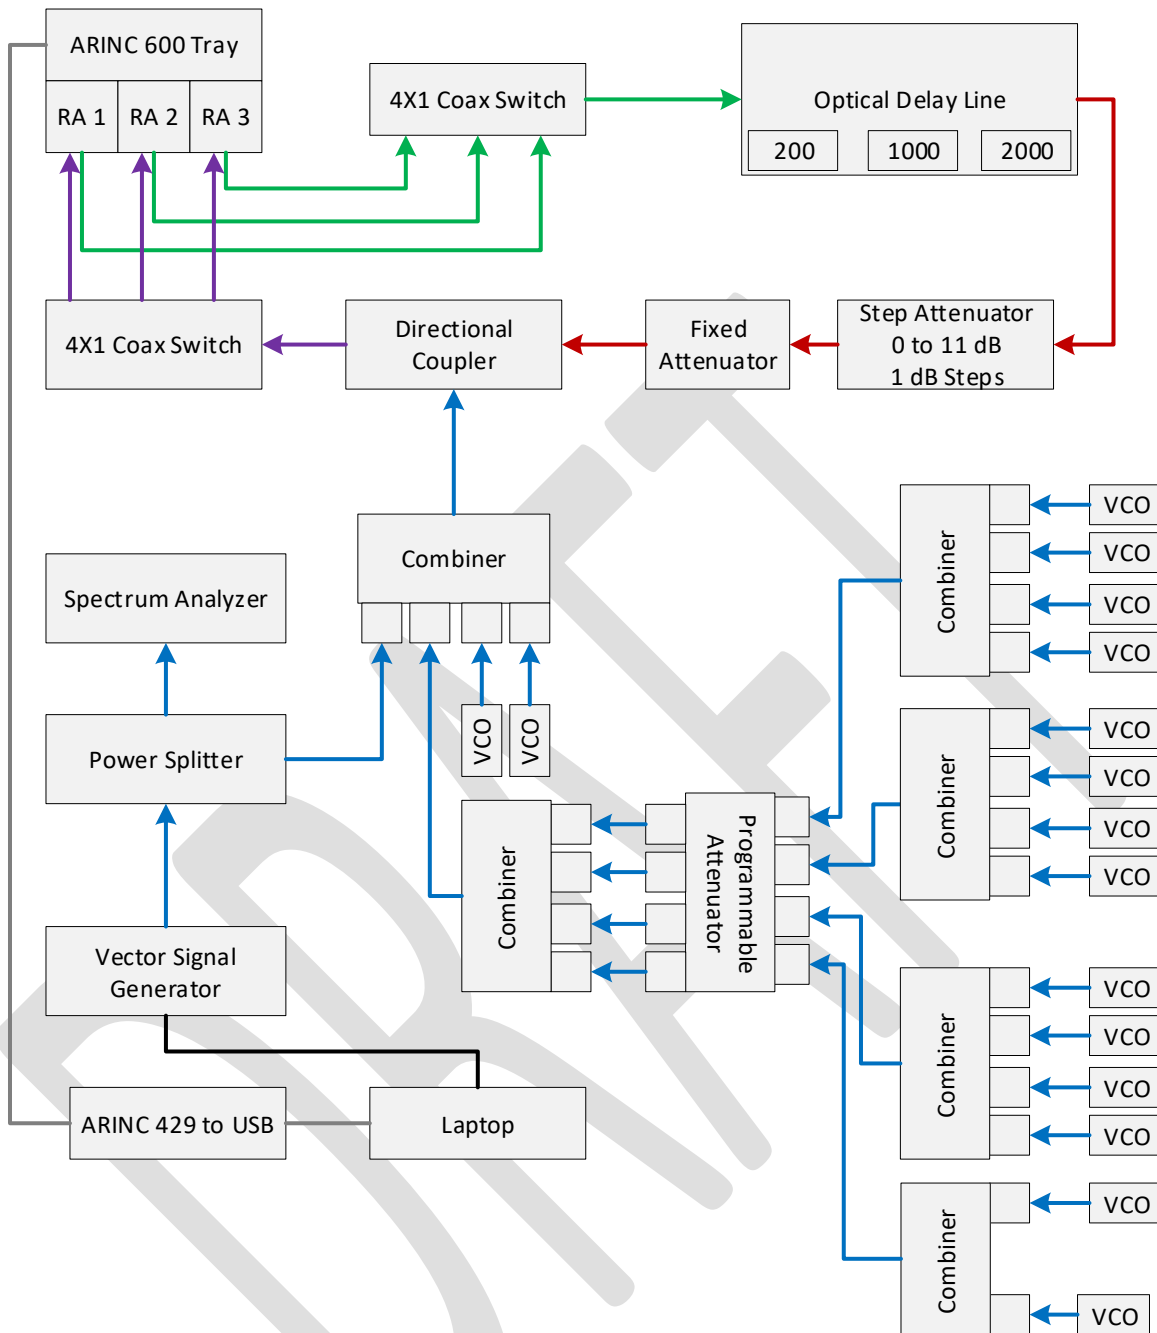 ARINC 600 Tray
RA 1
RA 2
RA 3
4X1 Coax Switch
Optical Delay Line
200
1000
2000
4X1 Coax Switch
Directional
Coupler
Fixed
Attenuator
Step Attenuator
0 to 11 dB
1 dB Steps
Combiner
VCO
VCO
Spectrum Analyzer
Power Splitter
Vector Signal
Generator
ARINC 429 to USB
Laptop
Combiner
Programmable
Attenuator
Combiner
VCO
VCO
VCO
VCO
Combiner
VCO
VCO
VCO
VCO
Combiner
VCO
VCO
VCO
VCO
Combiner
VCO
VCO
DRAFT